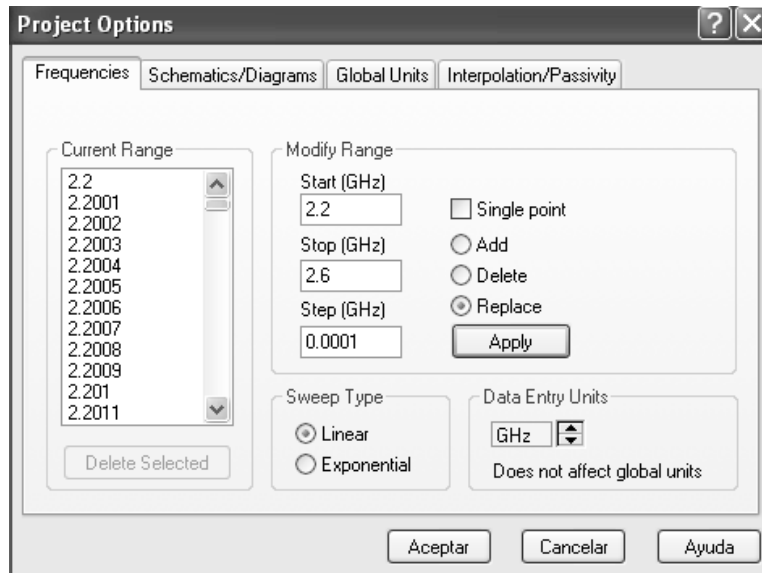 Project Options
Frequencies Schematics/Diagrams Global Units Interpolation/Passivity
Current Range
2.2
2.2001
2.2002
2.2003
2.2004
2.2005
2.2006
2.2007
2.2008
2.2009
2.201
2.2011
Delete Selected
Modify Range
Start (GHz)
2.2
Stop (GHz)
2.6
Step (GHz)
0.0001
Single point
Add
Delete
Replace
Apply
Sweep Type
Linear
Exponential
Data Entry Units
GHz
Does not affect global units
Aceptar Cancelar Ayuda